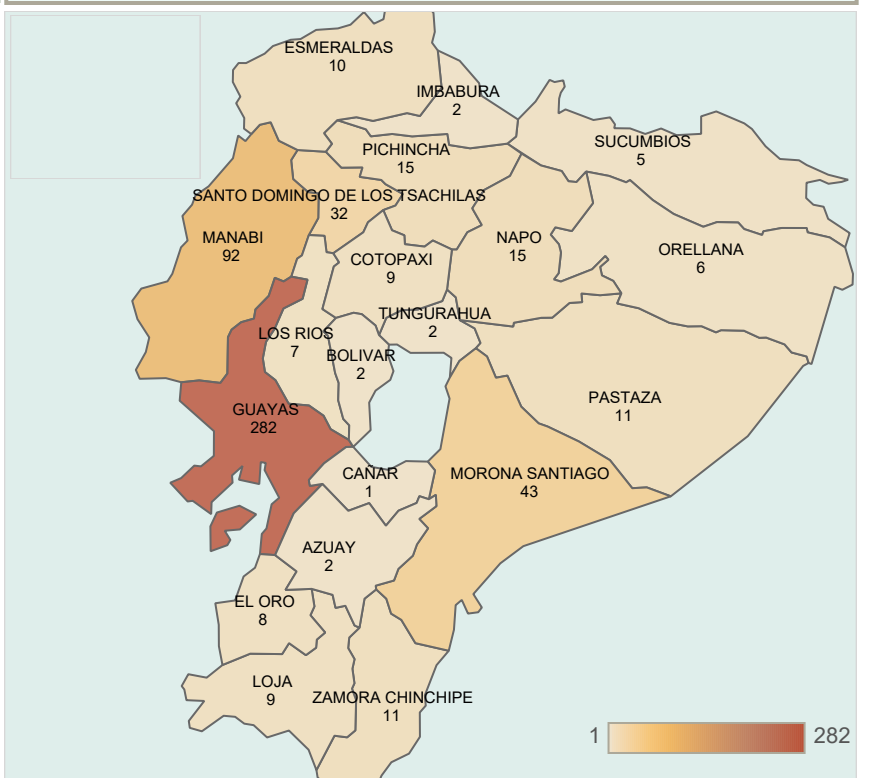 ESMERALDAS
10
IMBABURA
2
PICHINCHA
15
SUCUMBIOS
5
SANTO DOMINGO DE LOS TSACHILAS
32
MANABI
92
NAPO
15
ORELLANA
6
COTOPAXI
9
TUNGURAHUA
2
LOS RIOS
7
BOLIVAR
2
PASTAZA
11
GUAYAS
282
CAÑAR
1
MORONA SANTIAGO
43
AZUAY
2
EL ORO
8
LOJA
9
ZAMORA CHINCHIPE
11
1 282